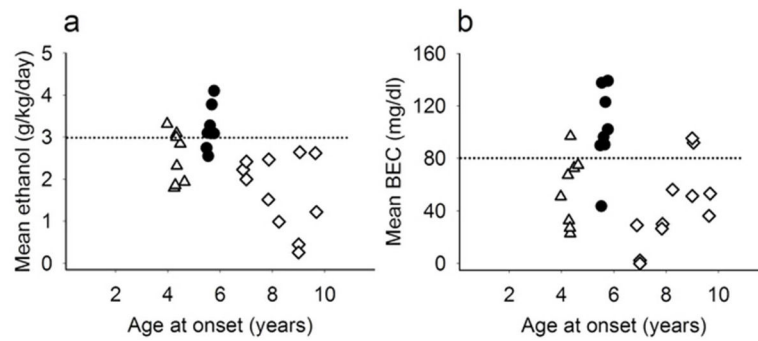 a
5
4
3
2
1
0
Mean ethanol (g/kg/day)
2 4 6 8 10
Age at onset (years)
b
160
120
80
40
0
Mean BEC (mg/dl)
2 4 6 8 10
Age at onset (years)